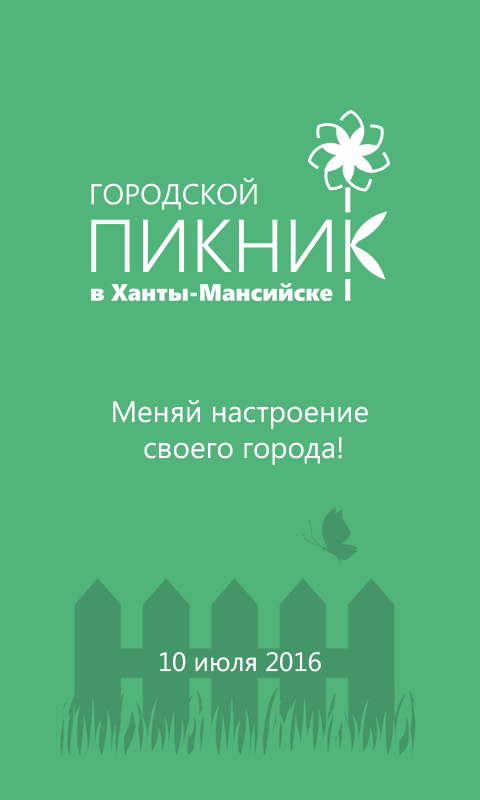 ГОРОДСКОЙ
ПИКНИК
в Ханты-Мансийске
Меняй настроение
своего города!
10 июля 2016